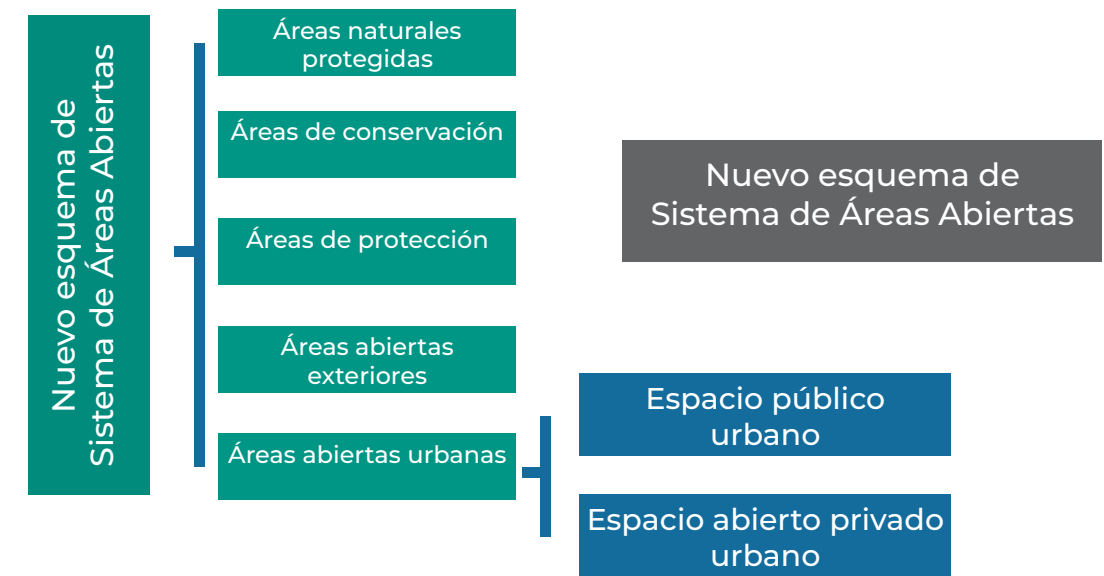 Nuevo esquema de
Sistema de Áreas Abiertas
Áreas naturales
protegidas
Áreas de conservación
Áreas de protección
Áreas abiertas
exteriores
Áreas abiertas urbanas
Nuevo esquema de
Sistema de Áreas Abiertas
Espacio público
urbano
Espacio abierto privado
urbano